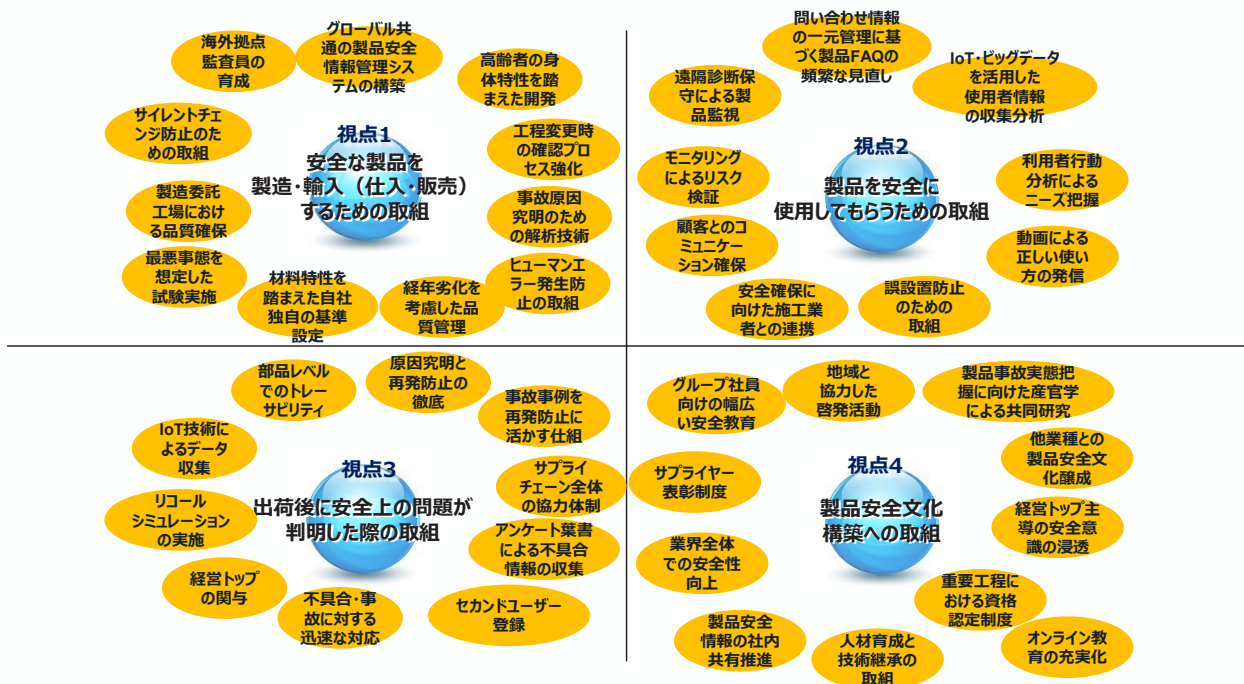 海外拠点
監査員の
育成
グローバル共
通の製品安全
情報管理シス
テムの構築
高齢者の身
体特性を踏
まえた開発
サイレントチェ
ンジ防止のた
めの取組
工程変更時
の確認プロ
セス強化
視点1
安全な製品を
製造・輸入（仕入・販売）
するための取組
製造委託
工場におけ
る品質確保
事故原因
究明のため
の解析技術
最悪事態を
想定した
試験実施
材料特性を
踏まえた自社
独自の基準
設定
経年劣化を
考慮した品
質管理
ヒューマンエ
ラー発生防
止の取組
問い合わせ情報
の一元管理に基
づく製品FAQの
頻繁な見直し
遠隔診断保
守による製
品監視
IoT・ビッグデータ
を活用した
使用者情報
の収集分析
モニタリング
によるリスク
検証
視点2
製品を安全に
使用してもらうための取組
利用者行動
分析による
ニーズ把握
顧客とのコ
ミュニケー
ション確保
動画による
正しい使い
方の発信
安全確保に
向けた施工業
者との連携
誤設置防止
のための
取組
部品レベル
でのトレー
サビリティ
原因究明と
再発防止の
徹底
事故事例を
再発防止に
活かす仕組
IoT技術に
よるデータ
収集
視点3
出荷後に安全上の問題が
判明した際の取組
サプライ
チェーン全体
の協力体制
リコール
シミュレーション
の実施
アンケート葉書
による不具合
情報の収集
経営トップ
の関与
不具合・事
故に対する
迅速な対応
セカンドユーザー
登録
グループ社員
向けの幅広
い安全教育
地域と
協力した
啓発活動
製品事故実態把
握に向けた産官学
による共同研究
他業種との
製品安全文
化醸成
サプライヤー
表彰制度
視点4
製品安全文化
構築への取組
経営トップ主
導の安全意
識の浸透
業界全体
での安全性
向上
重要工程に
おける資格
認定制度
製品安全
情報の社内
共有推進
人材育成と
技術継承の
取組
オンライン教
育の充実化